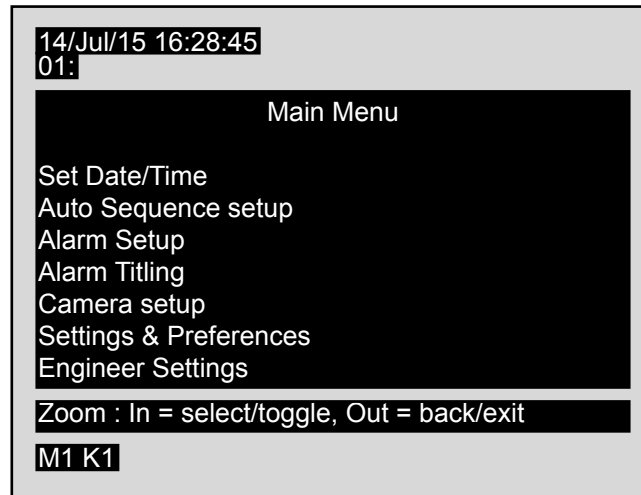 14/Jul/15 16:28:45
01:
Main Menu
Set Date/Time
Auto Sequence setup
Alarm Setup
Alarm Titling
Camera setup
Settings & Preferences
Engineer Settings
Zoom : In = select/toggle, Out = back/exit
M1 K1